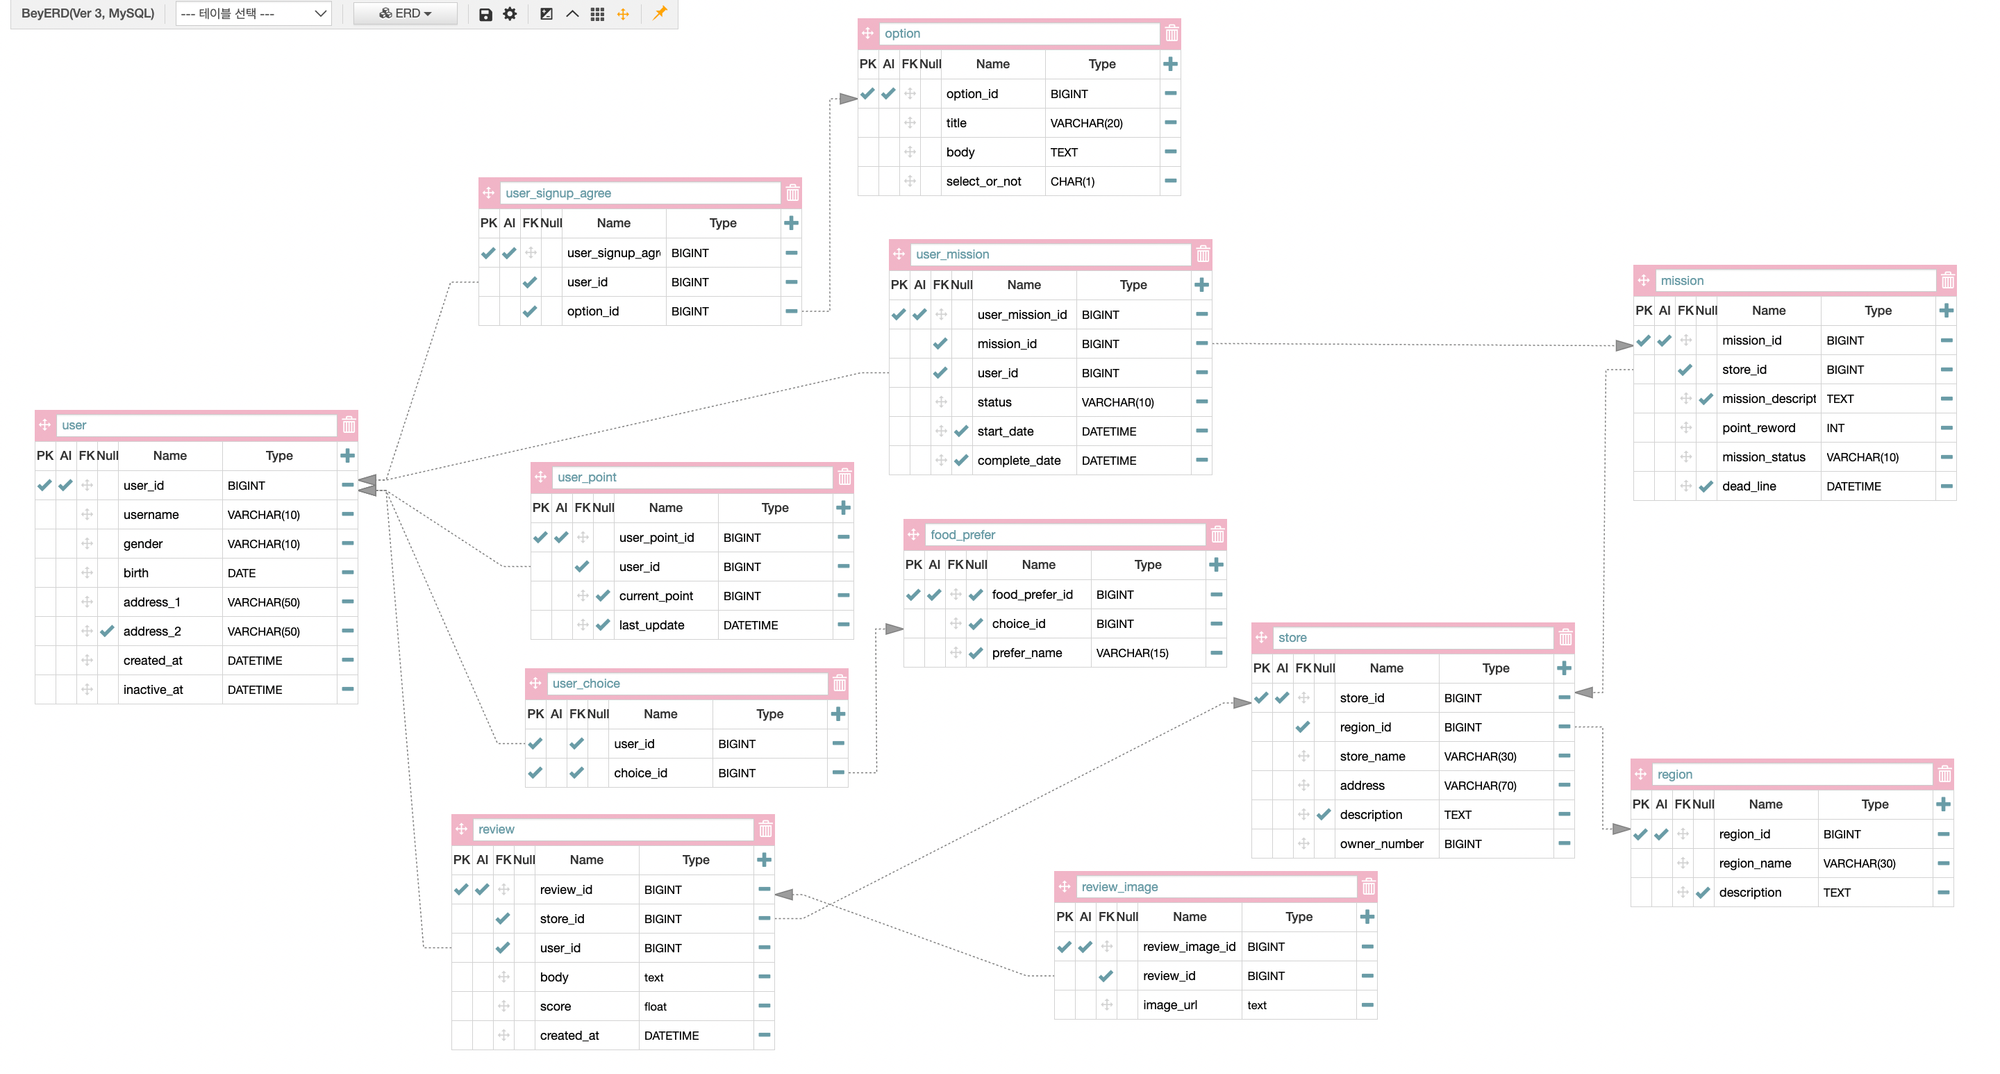 BeyERD(Ver 3, MySQL) --- 테이블 선택 --- ERD
option
PK AI FK Null Name Type
option_id BIGINT
title VARCHAR(20)
body TEXT
select_or_not CHAR(1)
user_signup_agree
PK AI FK Null Name Type
user_signup_agr BIGINT
user_id BIGINT
option_id BIGINT
user_mission
PK AI FK Null Name Type
user_mission_id BIGINT
mission_id BIGINT
user_id BIGINT
status VARCHAR(10)
start_date DATETIME
complete_date DATETIME
mission
PK AI FK Null Name Type
mission_id BIGINT
store_id BIGINT
mission_descript TEXT
point_reword INT
mission_status VARCHAR(10)
dead_line DATETIME
user
PK AI FK Null Name Type
user_id BIGINT
username VARCHAR(10)
gender VARCHAR(10)
birth DATE
address_1 VARCHAR(50)
address_2 VARCHAR(50)
created_at DATETIME
inactive_at DATETIME
user_point
PK AI FK Null Name Type
user_point_id BIGINT
user_id BIGINT
current_point BIGINT
last_update DATETIME
food_prefer
PK AI FK Null Name Type
food_prefer_id BIGINT
choice_id BIGINT
prefer_name VARCHAR(15)
user_choice
PK AI FK Null Name Type
user_id BIGINT
choice_id BIGINT
store
PK AI FK Null Name Type
store_id BIGINT
region_id BIGINT
store_name VARCHAR(30)
address VARCHAR(70)
description TEXT
owner_number BIGINT
region
PK AI FK Null Name Type
region_id BIGINT
region_name VARCHAR(30)
description TEXT
review
PK AI FK Null Name Type
review_id BIGINT
store_id BIGINT
user_id BIGINT
body text
score float
created_at DATETIME
review_image
PK AI FK Null Name Type
review_image_id BIGINT
review_id BIGINT
image_url text